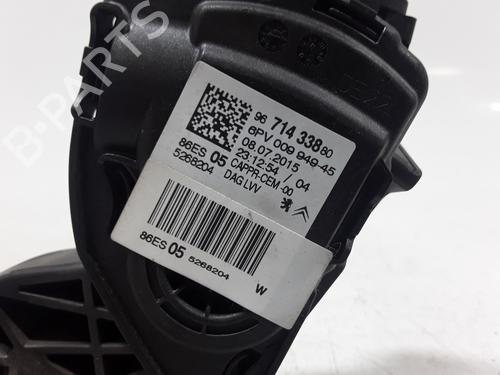 B-PARTS
96 714 338 80
6PV 009 949-45
08.07.2015
23:12:54 / 04
86ES 05 CAPPR-CEM-00
5268204 DAG LVV
86ES 05 5268204 W